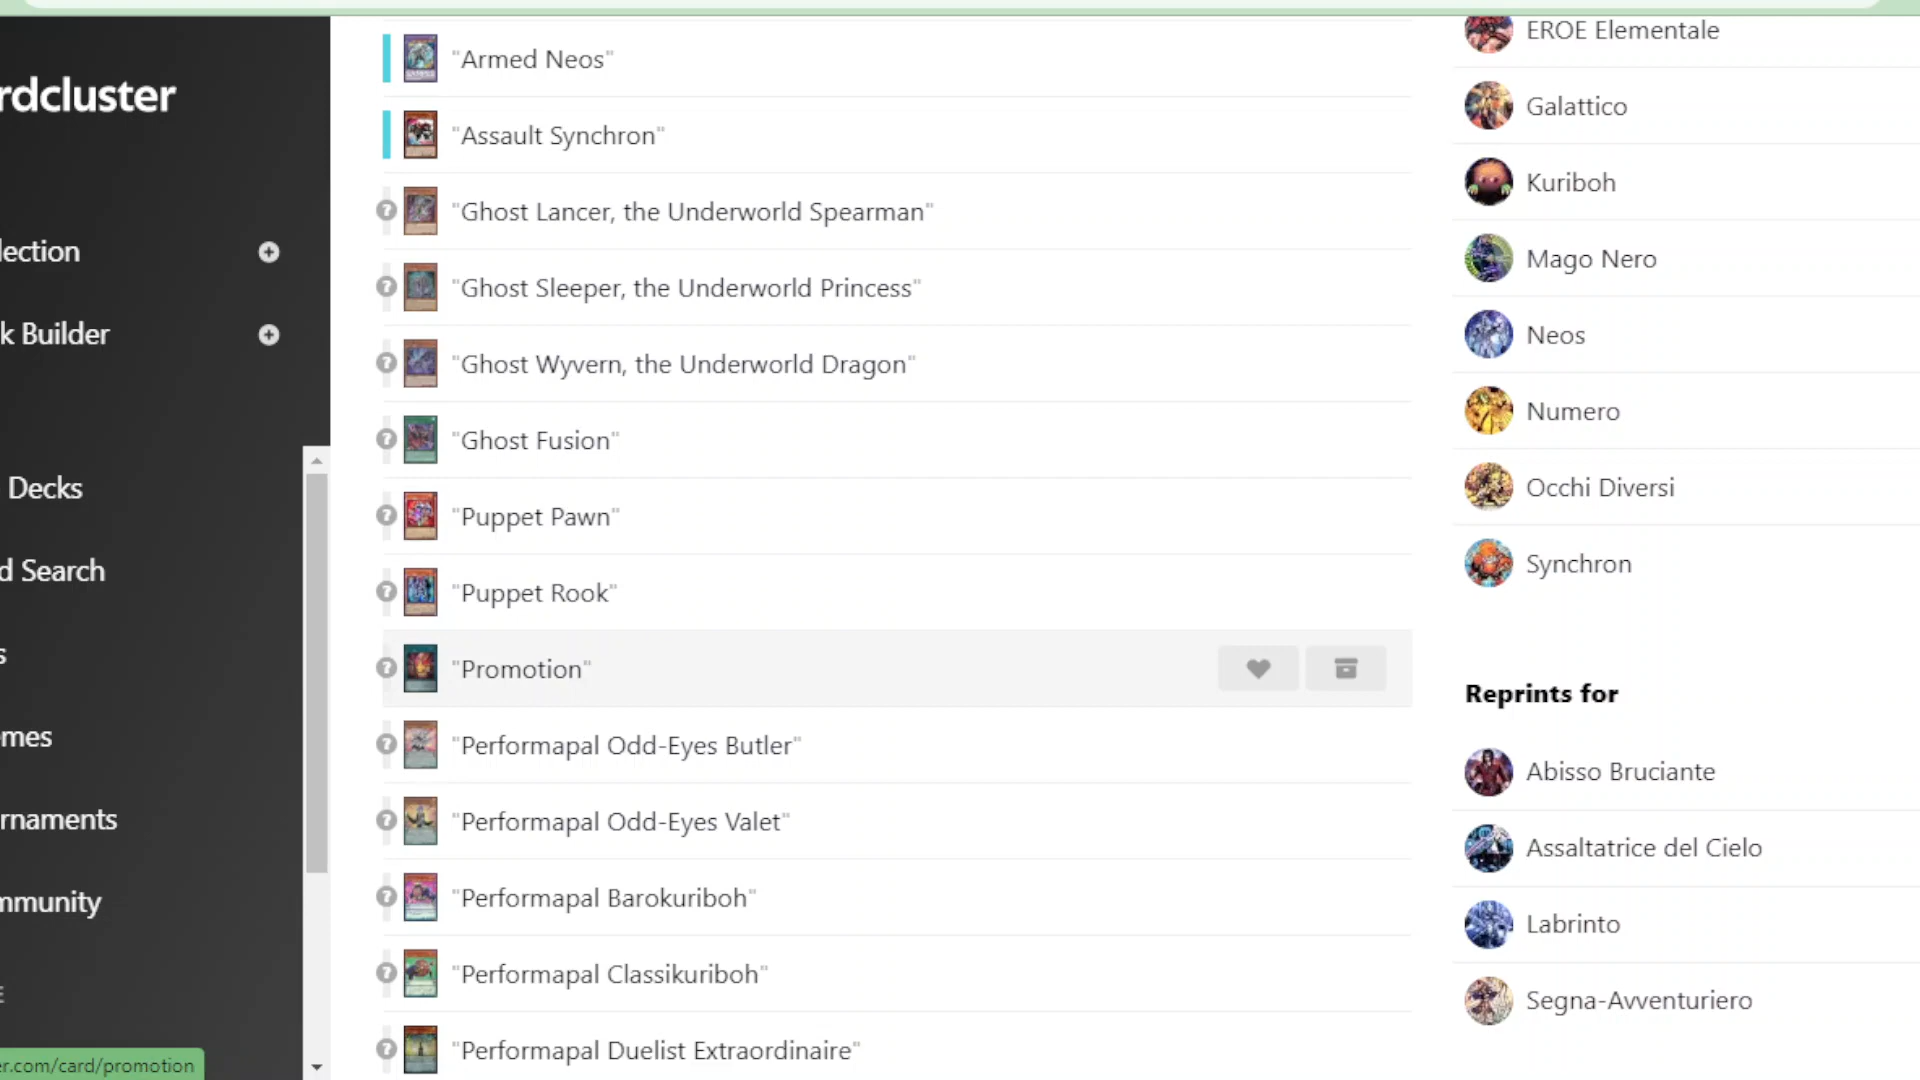 rdcluster
lection
k Builder
Decks
d Search
s
mes
rnaments
mmunity
E
er.com/card/promotion
"Armed Neos"
"Assault Synchron"
"Ghost Lancer, the Underworld Spearman"
"Ghost Sleeper, the Underworld Princess"
"Ghost Wyvern, the Underworld Dragon"
"Ghost Fusion"
"Puppet Pawn"
"Puppet Rook"
"Promotion"
"Performapal Odd-Eyes Butler"
"Performapal Odd-Eyes Valet"
"Performapal Barokuriboh"
"Performapal Classikuriboh"
"Performapal Duelist Extraordinaire"
EROE Elementale
Galattico
Kuriboh
Mago Nero
Neos
Numero
Occhi Diversi
Synchron
Reprints for
Abisso Bruciante
Assaltatrice del Cielo
Labrinto
Segna-Avventuriero